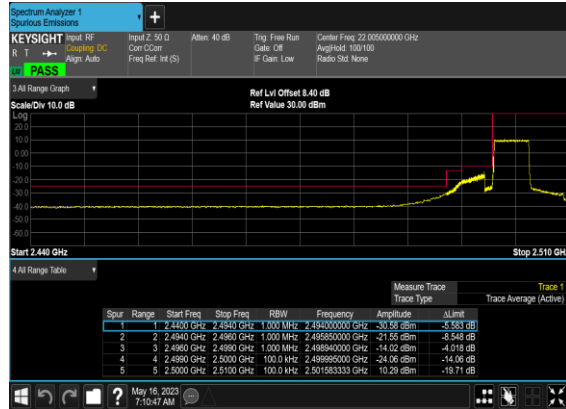 Spectrum Analyzer 1
Spurious Emissions
+
KEYSIGHT Input: RF Input Z: 50 Ω Atten: 40 dB Trig: Free Run Center Freq: 22.005000000 GHz
R T Coupling: DC Corr CCorr Gate: Off Avg|Hold: 100/100
Align: Auto Freq Ref: Int (S) IF Gain: Low Radio Std: None
PASS
3 All Range Graph
Ref Lvl Offset 8.40 dB
Scale/Div 10.0 dB Ref Value 30.00 dBm
Log
20.0
10.0
0.00
-10.0
-20.0
-30.0
-40.0
-50.0
-60.0
Start 2.440 GHz Stop 2.510 GH
4 All Range Table
Measure Trace Trace 1
Trace Type Trace Average (Active)
Spur Range Start Freq Stop Freq RBW Frequency Amplitude ΔLimit
1 1 2.4400 GHz 2.4940 GHz 1.000 MHz 2.494000000 GHz -30.58 dBm -5.583 dB
2 2 2.4940 GHz 2.4960 GHz 1.000 MHz 2.495850000 GHz -21.55 dBm -8.548 dB
3 3 2.4960 GHz 2.4990 GHz 1.000 MHz 2.498940000 GHz -14.02 dBm -4.018 dB
4 4 2.4990 GHz 2.5000 GHz 100.0 kHz 2.499995000 GHz -24.06 dBm -14.06 dB
5 5 2.5000 GHz 2.5100 GHz 100.0 kHz 2.501583333 GHz 10.29 dBm -19.71 dB
? May 16, 2023
7:10:47 AM